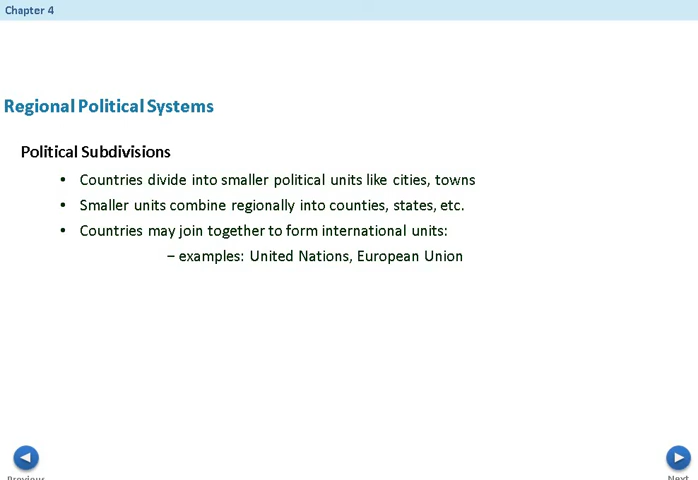 Chapter 4
Regional Political Systems
Political Subdivisions
• Countries divide into smaller political units like cities, towns
• Smaller units combine regionally into counties, states, etc.
• Countries may join together to form international units:
– examples: United Nations, European Union
Previous
Next